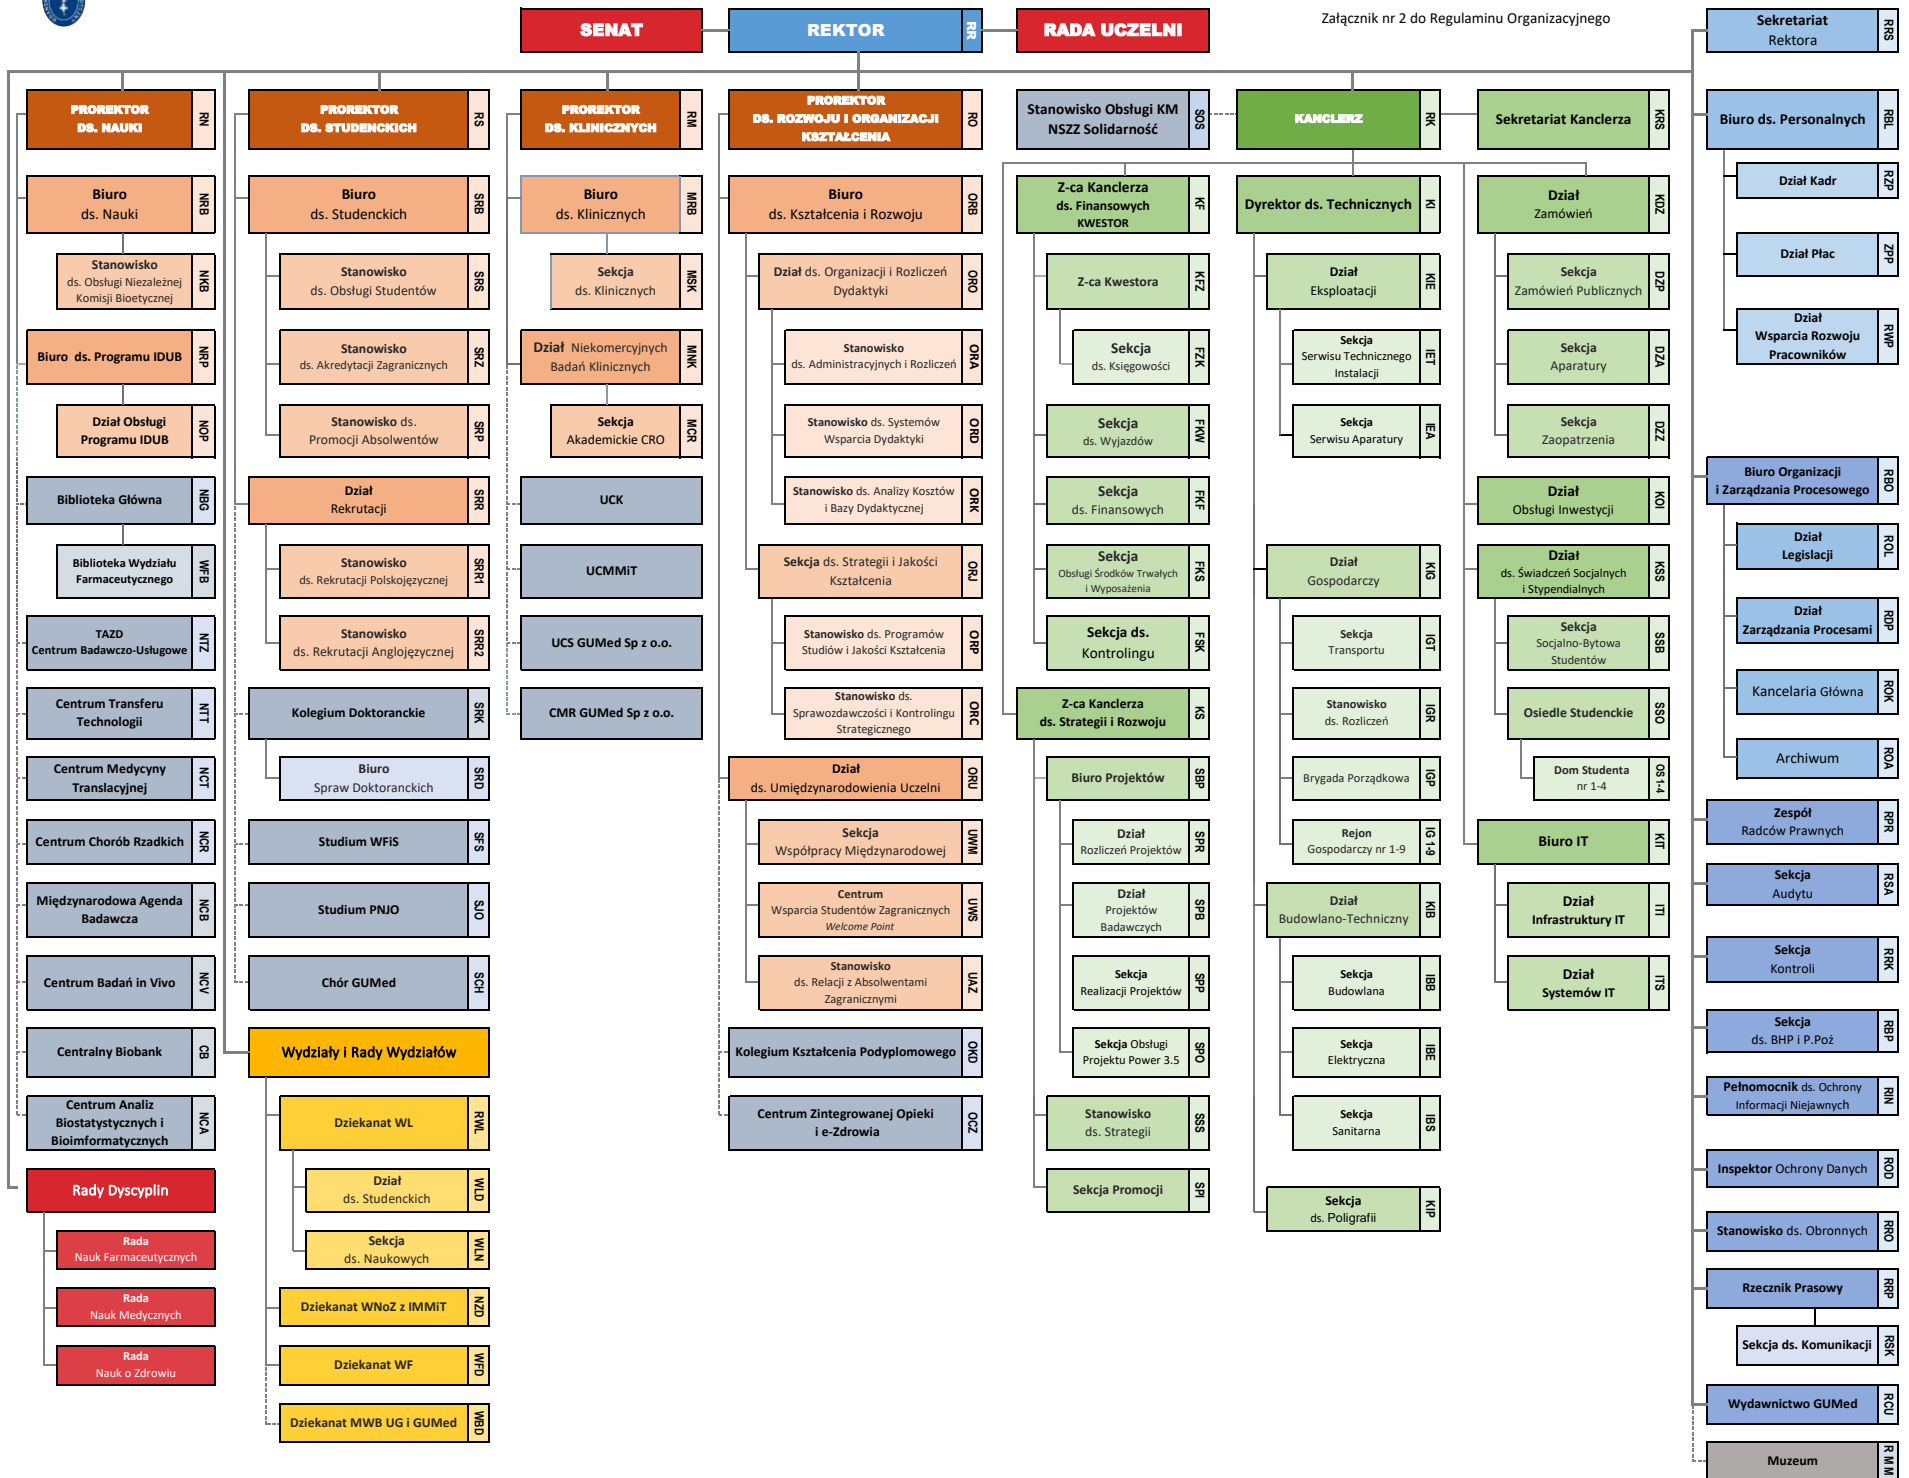 SENAT
REKTOR
RR
RADA UCZELNI
Załącznik nr 2 do Regulaminu Organizacyjnego
PROREKTOR
DS. NAUKI
RN
Biuro
ds. Nauki
NRB
Stanowisko
ds. Obsługi Niezależnej
Komisji Bioetycznej
NKB
Biuro ds. Programu IDUB
NRP
Dział Obsługi
Programu IDUB
NOP
Biblioteka Główna
NBG
Biblioteka Wydziału
Farmaceutycznego
WFB
TAZD
Centrum Badawczo-Usługowe
NTZ
Centrum Transferu
Technologii
NTT
Centrum Medycyny
Translacyjnej
NCT
Centrum Chorób Rzadkich
NCR
Międzynarodowa Agenda
Badawcza
NCB
Centrum Badań in Vivo
NCV
Centralny Biobank
CB
Centrum Analiz
Biostatystycznych i
Bioimformatycznych
NCA
Rady Dyscyplin
Rada
Nauk Farmaceutycznych
Rada
Nauk Medycznych
Rada
Nauk o Zdrowiu
PROREKTOR
DS. STUDENCKICH
RS
Biuro
ds. Studenckich
SRB
Stanowisko
ds. Obsługi Studentów
SRS
Stanowisko
ds. Akredytacji Zagranicznych
SRZ
Stanowisko ds.
Promocji Absolwentów
SRP
Dział
Rekrutacji
SRR
Stanowisko
ds. Rekrutacji Polskojęzycznej
SRR1
Stanowisko
ds. Rekrutacji Anglojęzycznej
SRR2
Kolegium Doktoranckie
SRK
Biuro
Spraw Doktoranckich
SRD
Studium WFiS
SFS
Studium PNJO
SJO
Chór GUMed
SCH
Wydziały i Rady Wydziałów
Dziekanat WL
RWL
Dział
ds. Studenckich
WLD
Sekcja
ds. Naukowych
WLN
Dziekanat WNoZ z IMMiT
NZD
Dziekanat WF
WFD
Dziekanat MWB UG i GUMed
WBD
PROREKTOR
DS. KLINICZNYCH
RM
Biuro
ds. Klinicznych
MRB
Sekcja
ds. Klinicznych
MSK
Dział Niekomercyjnych
Badań Klinicznych
MNK
Sekcja
Akademickie CRO
MCR
UCK
UCMMiT
UCS GUMed Sp z o.o.
CMR GUMed Sp z o.o.
PROREKTOR
DS. ROZWOJU I ORGANIZACJI
KSZTAŁCENIA
RO
Biuro
ds. Kształcenia i Rozwoju
ORB
Dział ds. Organizacji i Rozliczeń
Dydaktyki
ORO
Stanowisko
ds. Administracyjnych i Rozliczeń
ORA
Stanowisko ds. Systemów
Wsparcia Dydaktyki
ORD
Stanowisko ds. Analizy Kosztów
i Bazy Dydaktycznej
ORK
Sekcja ds. Strategii i Jakości
Kształcenia
ORJ
Stanowisko ds. Programów
Studiów i Jakości Kształcenia
ORP
Stanowisko ds.
Sprawozdawczości i Kontrolingu
Strategicznego
ORC
Dział
ds. Umiędzynarodowienia Uczelni
ORU
Sekcja
Współpracy Międzynarodowej
UWM
Centrum
Wsparcia Studentów Zagranicznych
Welcome Point
UWS
Stanowisko
ds. Relacji z Absolwentami
Zagranicznymi
UAZ
Kolegium Kształcenia Podyplomowego
OKD
Centrum Zintegrowanej Opieki
i e-Zdrowia
OCZ
Stanowisko Obsługi KM
NSZZ Solidarność
SOS
KANCLERZ
RK
Sekretariat Kanclerza
KRS
Z-ca Kanclerza
ds. Finansowych
KWESTOR
KF
Z-ca Kwestora
KFZ
Sekcja
ds. Księgowości
FZK
Sekcja
ds. Wyjazdów
FKW
Sekcja
ds. Finansowych
FKF
Sekcja
Obsługi Środków Trwałych
i Wyposażenia
FKS
Sekcja ds.
Kontrolingu
FSK
Z-ca Kanclerza
ds. Strategii i Rozwoju
KS
Biuro Projektów
SBP
Dział
Rozliczeń Projektów
SPR
Dział
Projektów
Badawczych
SPB
Sekcja
Realizacji Projektów
SPP
Sekcja Obsługi
Projektu Power 3.5
SPO
Stanowisko
ds. Strategii
SSS
Sekcja Promocji
SPI
Dyrektor ds. Technicznych
KI
Dział
Eksploatacji
KIE
Sekcja
Serwisu Technicznego
Instalacji
IET
Sekcja
Serwisu Aparatury
IEA
Dział
Gospodarczy
KIG
Sekcja
Transportu
IGT
Stanowisko
ds. Rozliczeń
IGR
Brygada Porządkowa
IGP
Rejon
Gospodarczy nr 1-9
IG 1-9
Dział
Budowlano-Techniczny
KIB
Sekcja
Budowlana
IBB
Sekcja
Elektryczna
IBE
Sekcja
Sanitarna
IBS
Sekcja
ds. Poligrafii
KIP
Dział
Zamówień
KDZ
Sekcja
Zamówień Publicznych
DZP
Sekcja
Aparatury
DZA
Sekcja
Zaopatrzenia
DZZ
Dział
Obsługi Inwestycji
KOI
Dział
ds. Świadczeń Socjalnych
i Stypendialnych
KSS
Sekcja
Socjalno-Bytowa
Studentów
SSB
Osiedle Studenckie
SSO
Dom Studenta
nr 1-4
OS 1-4
Biuro IT
KIT
Dział
Infrastruktury IT
ITI
Dział
Systemów IT
ITS
Sekretariat
Rektora
RRS
Biuro ds. Personalnych
RBL
Dział Kadr
RZP
Dział Płac
ZPP
Dział
Wsparcia Rozwoju
Pracowników
RWP
Biuro Organizacji
i Zarządzania Procesowego
RBO
Dział
Legislacji
ROL
Dział
Zarządzania Procesami
RDP
Kancelaria Główna
ROK
Archiwum
ROA
Zespół
Radców Prawnych
RPR
Sekcja
Audytu
RSA
Sekcja
Kontroli
RRK
Sekcja
ds. BHP i P.Poż
RBP
Pełnomocnik ds. Ochrony
Informacji Niejawnych
RIN
Inspektor Ochrony Danych
ROD
Stanowisko ds. Obronnych
RRO
Rzecznik Prasowy
RRP
Sekcja ds. Komunikacji
RSK
Wydawnictwo GUMed
RCU
Muzeum
R M M